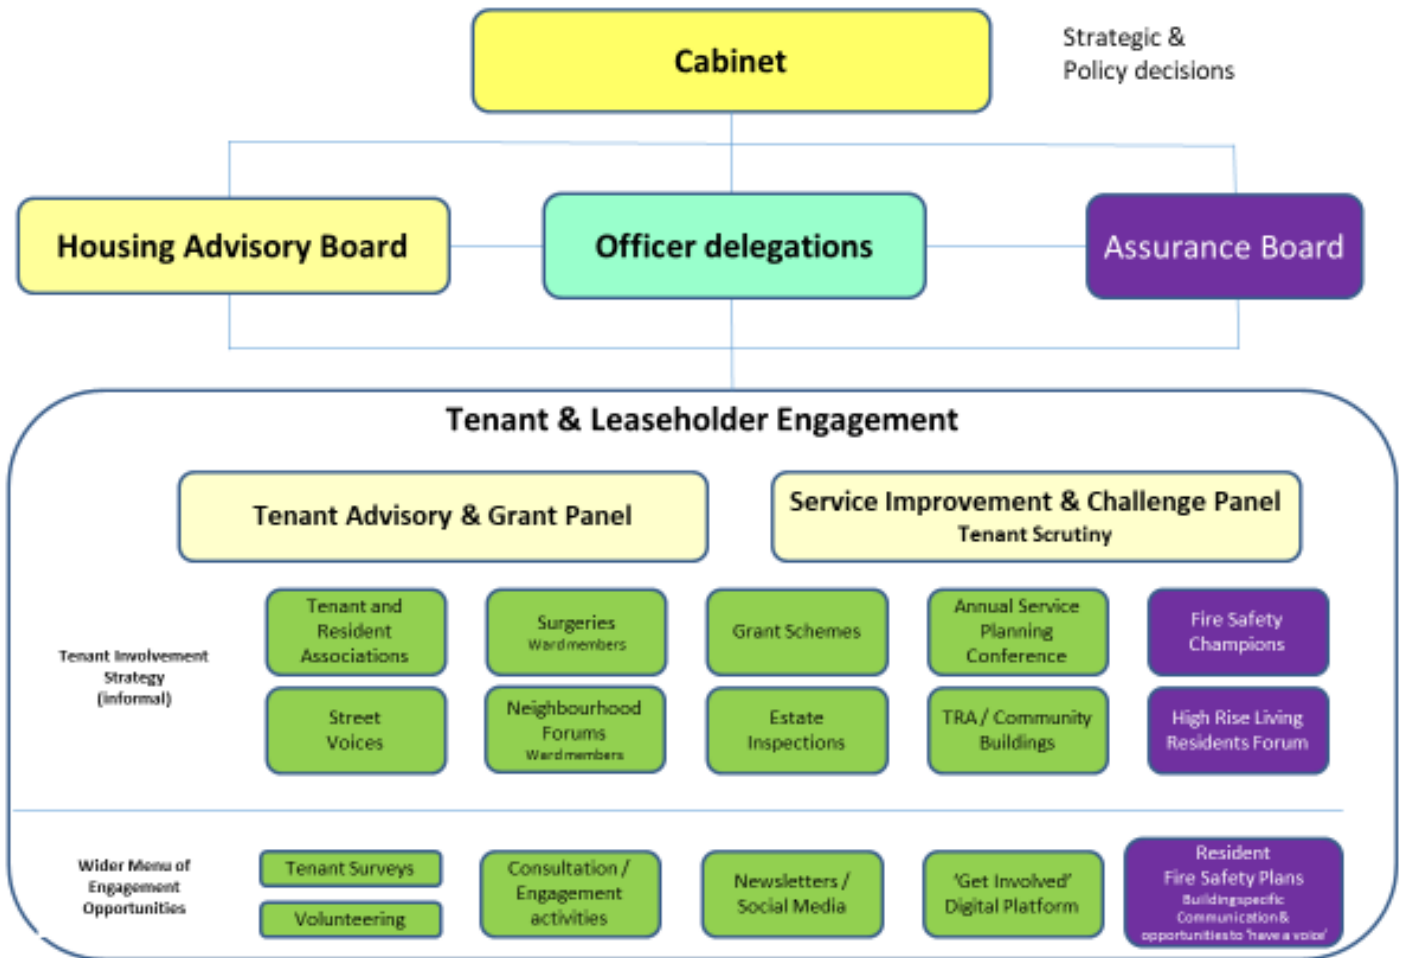 Cabinet
Strategic &
Policy decisions
Housing Advisory Board
Officer delegations
Assurance Board
Tenant & Leaseholder Engagement
Tenant Advisory & Grant Panel
Service Improvement & Challenge Panel
Tenant Scrutiny
Tenant Involvement
Strategy
(informal)
Tenant and
Resident
Associations
Surgeries
Ward members
Grant Schemes
Annual Service
Planning
Conference
Fire Safety
Champions
Street
Voices
Neighbourhood
Forums
Ward members
Estate
Inspections
TRA / Community
Buildings
High Rise Living
Residents Forum
Wider Menu of
Engagement
Opportunities
Tenant Surveys
Volunteering
Consultation /
Engagement
activities
Newsletters /
Social Media
'Get Involved'
Digital Platform
Resident
Fire Safety Plans
Building specific
Communication &
opportunities to 'have a voice'